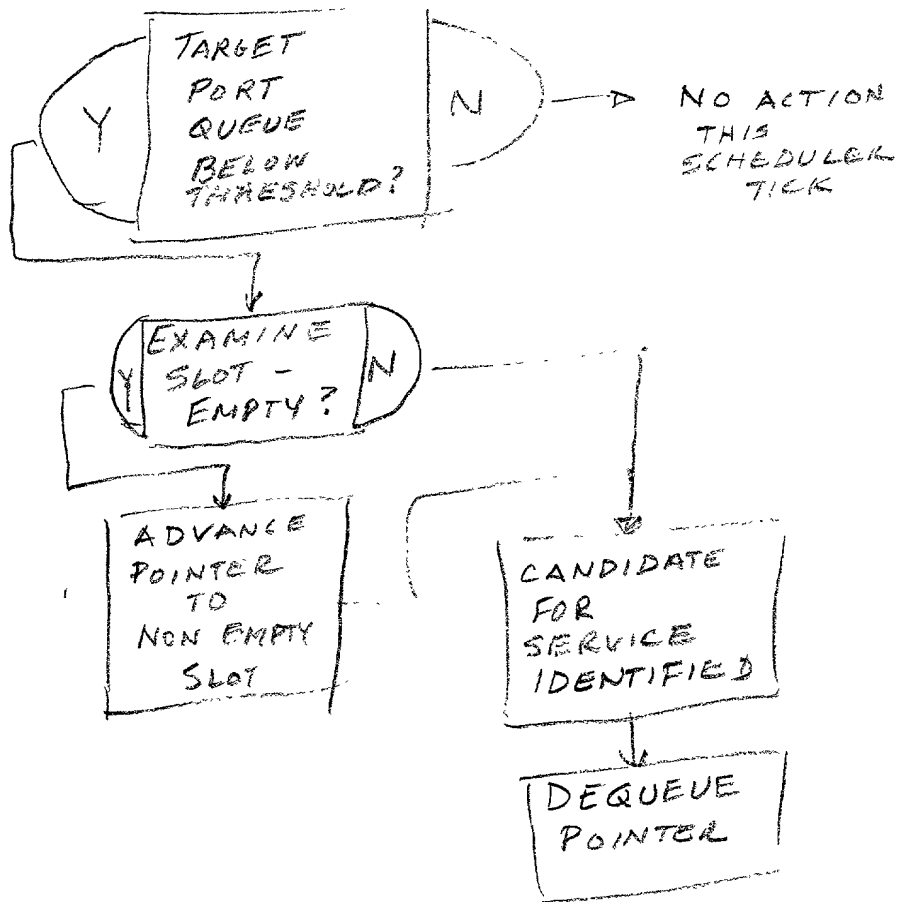 TARGET
PORT
QUEUE
BELOW
THRESHOLD?
Y
N
NO ACTION
THIS
SCHEDULER
TICK
EXAMINE
SLOT -
EMPTY?
Y
N
ADVANCE
POINTER
TO
NON EMPTY
SLOT
CANDIDATE
FOR
SERVICE
IDENTIFIED
DEQUEUE
POINTER